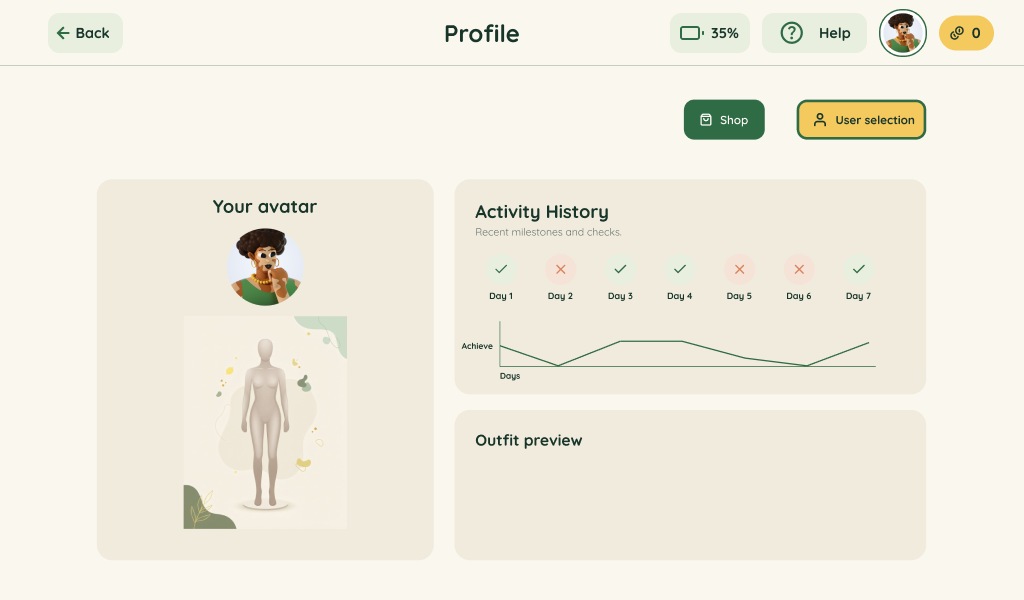 Back
Profile
35%
Help
0
Shop
User selection
Your avatar
Activity History
Recent milestones and checks.
Day 1
Day 2
Day 3
Day 4
Day 5
Day 6
Day 7
Achieve
Days
Outfit preview